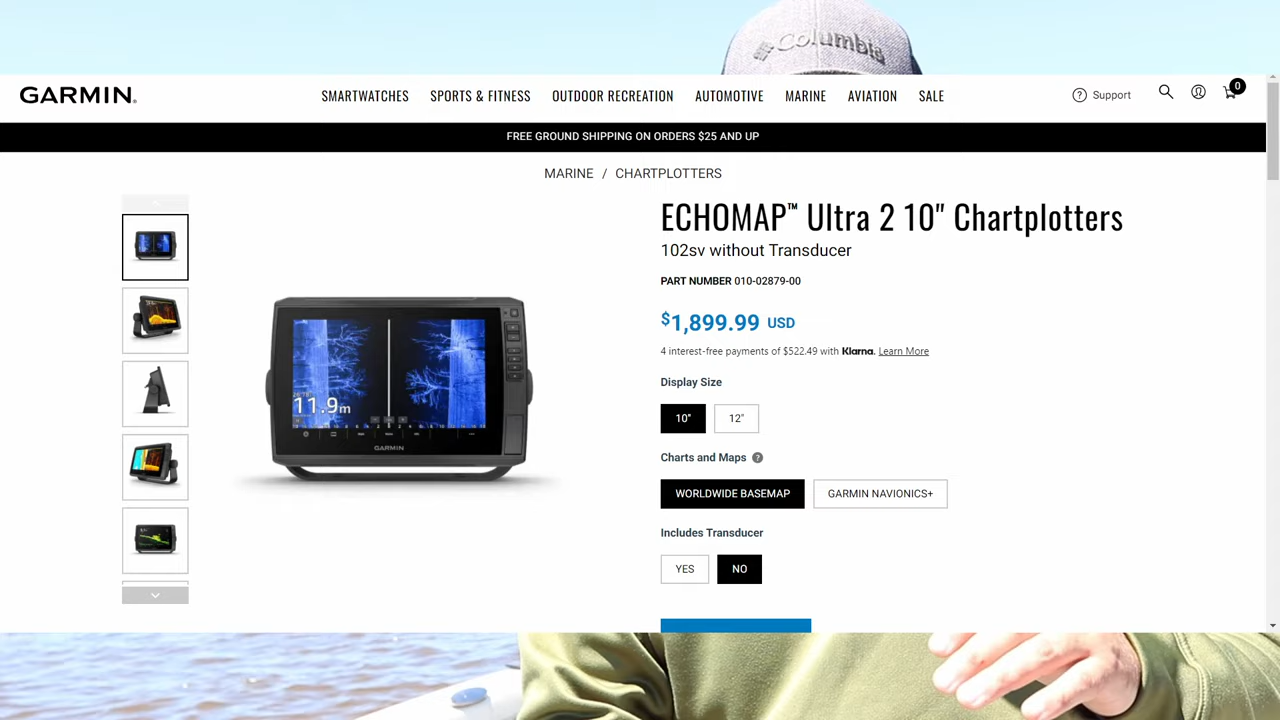 Columbia
GARMIN.
SMARTWATCHES SPORTS & FITNESS OUTDOOR RECREATION AUTOMOTIVE MARINE AVIATION SALE
? Support
0
FREE GROUND SHIPPING ON ORDERS $25 AND UP
MARINE / CHARTPLOTTERS
ECHOMAP™ Ultra 2 10" Chartplotters
102sv without Transducer
PART NUMBER 010-02879-00
$1,899.99 USD
4 interest-free payments of $522.49 with Klarna. Learn More
Display Size
10" 12"
Charts and Maps ?
WORLDWIDE BASEMAP GARMIN NAVIONICS+
Includes Transducer
YES NO
11.9m
GARMIN